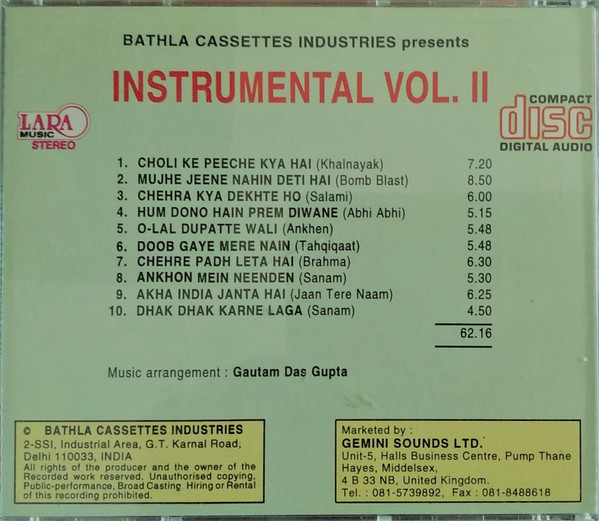 BATHLA CASSETTES INDUSTRIES presents
INSTRUMENTAL VOL. II
LARA
MUSIC
STEREO
COMPACT
disc
DIGITAL AUDIO
1. CHOLI KE PEECHE KYA HAI (Khalnayak) 7.20
2. MUJHE JEENE NAHIN DETI HAI (Bomb Blast) 8.50
3. CHEHRA KYA DEKHTE HO (Salami) 6.00
4. HUM DONO HAIN PREM DIWANE (Abhi Abhi) 5.15
5. O-LAL DUPATTE WALI (Ankhen) 5.48
6. DOOB GAYE MERE NAIN (Tahqiqaat) 5.48
7. CHEHRE PADH LETA HAI (Brahma) 6.30
8. ANKHON MEIN NEENDEN (Sanam) 5.30
9. AKHA INDIA JANTA HAI (Jaan Tere Naam) 6.25
10. DHAK DHAK KARNE LAGA (Sanam) 4.50
62.16
Music arrangement : Gautam Das Gupta
© BATHLA CASSETTES INDUSTRIES
2-SSI, Industrial Area, G.T. Karnal Road,
Delhi 110033, INDIA
All rights of the producer and the owner of the
Recorded work reserved. Unauthorised copying,
Public-performance, Broad Casting Hiring or Rental
of this recording prohibited.
Marketed by :
GEMINI SOUNDS LTD.
Unit-5, Halls Business Centre, Pump Thane
Hayes, Middelsex,
4 B 33 NB, United Kingdom.
Tel. : 081-5739892, Fax : 081-8488618